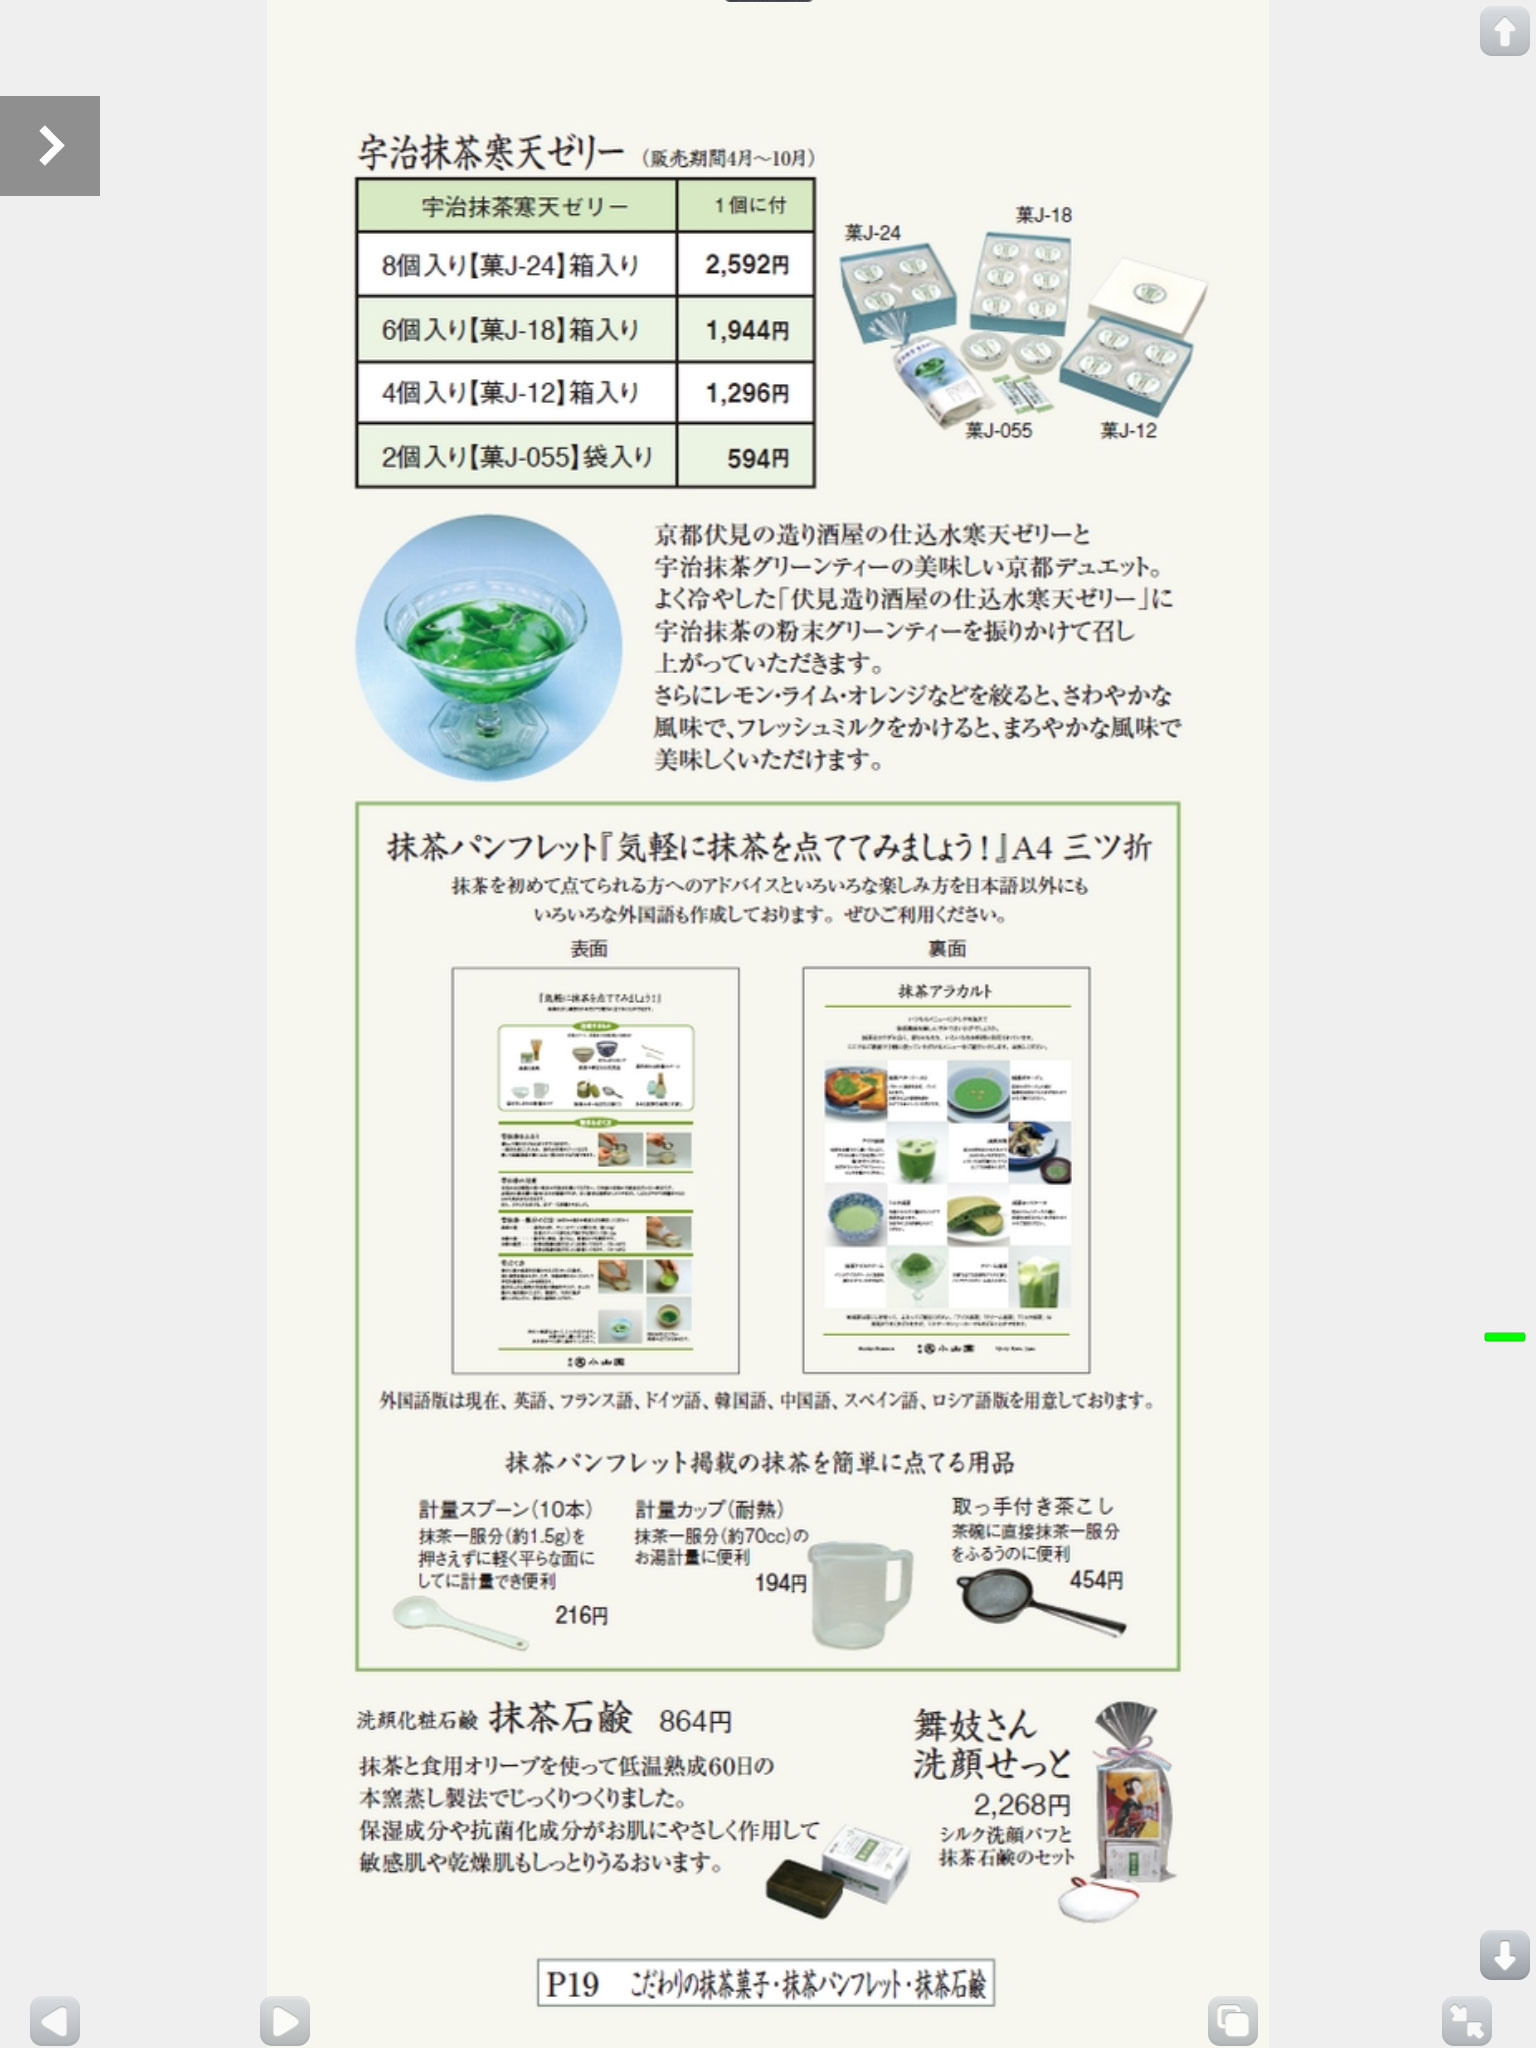 宇治抹茶寒天ゼリー （販売期間4月～10月）
宇治抹茶寒天ゼリー 1個に付
8個入り【菓J-24】箱入り 2,592円
6個入り【菓J-18】箱入り 1,944円
4個入り【菓J-12】箱入り 1,296円
2個入り【菓J-055】袋入り 594円
菓J-24
菓J-18
菓J-055
菓J-12
京都伏見の造り酒屋の仕込水寒天ゼリーと
宇治抹茶グリーンティーの美味しい京都デュエット。
よく冷やした「伏見造り酒屋の仕込水寒天ゼリー」に
宇治抹茶の粉末グリーンティーを振りかけて召し
上がっていただきます。
さらにレモン・ライム・オレンジなどを絞ると、さわやかな
風味で、フレッシュミルクをかけると、まろやかな風味で
美味しくいただけます。
抹茶パンフレット『気軽に抹茶を点ててみましょう！』A4 三ツ折
抹茶を初めて点てられる方へのアドバイスといろいろな楽しみ方を日本語以外にも
いろいろな外国語も作成しております。ぜひご利用ください。
表面
裏面
『気軽に抹茶を点ててみましょう！』
抹茶アラカルト
小山園
小山園
外国語版は現在、英語、フランス語、ドイツ語、韓国語、中国語、スペイン語、ロシア語版を用意しております。
抹茶パンフレット掲載の抹茶を簡単に点てる用品
計量スプーン（10本）
抹茶一服分（約1.5g）を
押さえずに軽く平らな面に
してに計量でき便利
216円
計量カップ（耐熱）
抹茶一服分（約70cc）の
お湯計量に便利
194円
取っ手付き茶こし
茶碗に直接抹茶一服分
をふるうのに便利
454円
洗顔化粧石鹸 抹茶石鹸 864円
抹茶と食用オリーブを使って低温熟成60日の
本窯蒸し製法でじっくりつくりました。
保湿成分や抗菌化成分がお肌にやさしく作用して
敏感肌や乾燥肌もしっとりうるおいます。
舞妓さん
洗顔せっと
2,268円
シルク洗顔パフと
抹茶石鹸のセット
P19 こだわりの抹茶菓子・抹茶パンフレット・抹茶石鹸